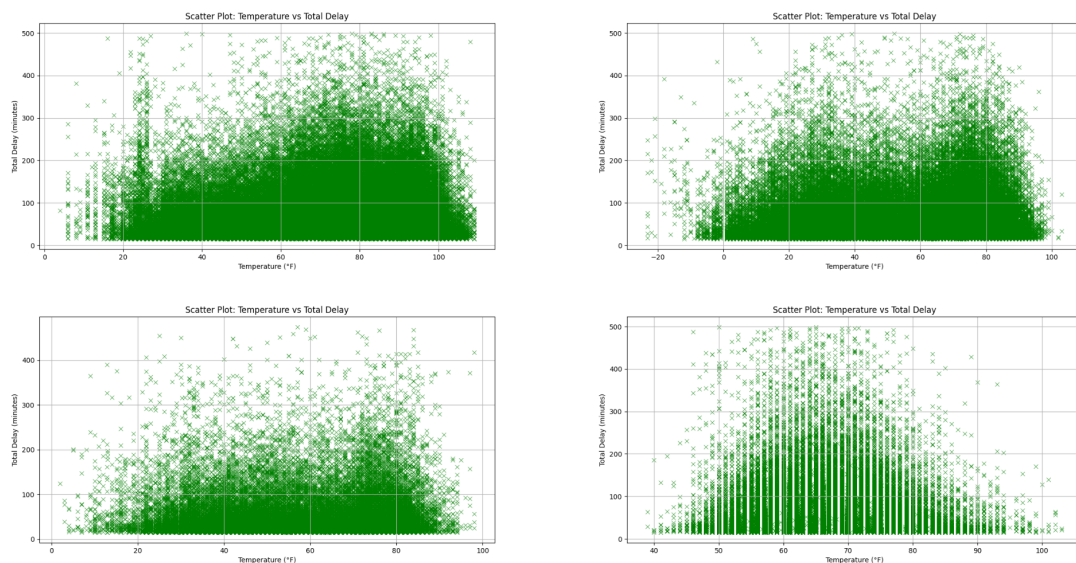 Scatter Plot: Temperature vs Total Delay
Total Delay (minutes)
500
400
300
200
100
0
0 20 40 60 80 100
Temperature (°F)
Scatter Plot: Temperature vs Total Delay
Total Delay (minutes)
500
400
300
200
100
0
−20 0 20 40 60 80 100
Temperature (°F)
Scatter Plot: Temperature vs Total Delay
Total Delay (minutes)
400
300
200
100
0
0 20 40 60 80 100
Temperature (°F)
Scatter Plot: Temperature vs Total Delay
Total Delay (minutes)
500
400
300
200
100
0
40 50 60 70 80 90 100
Temperature (°F)